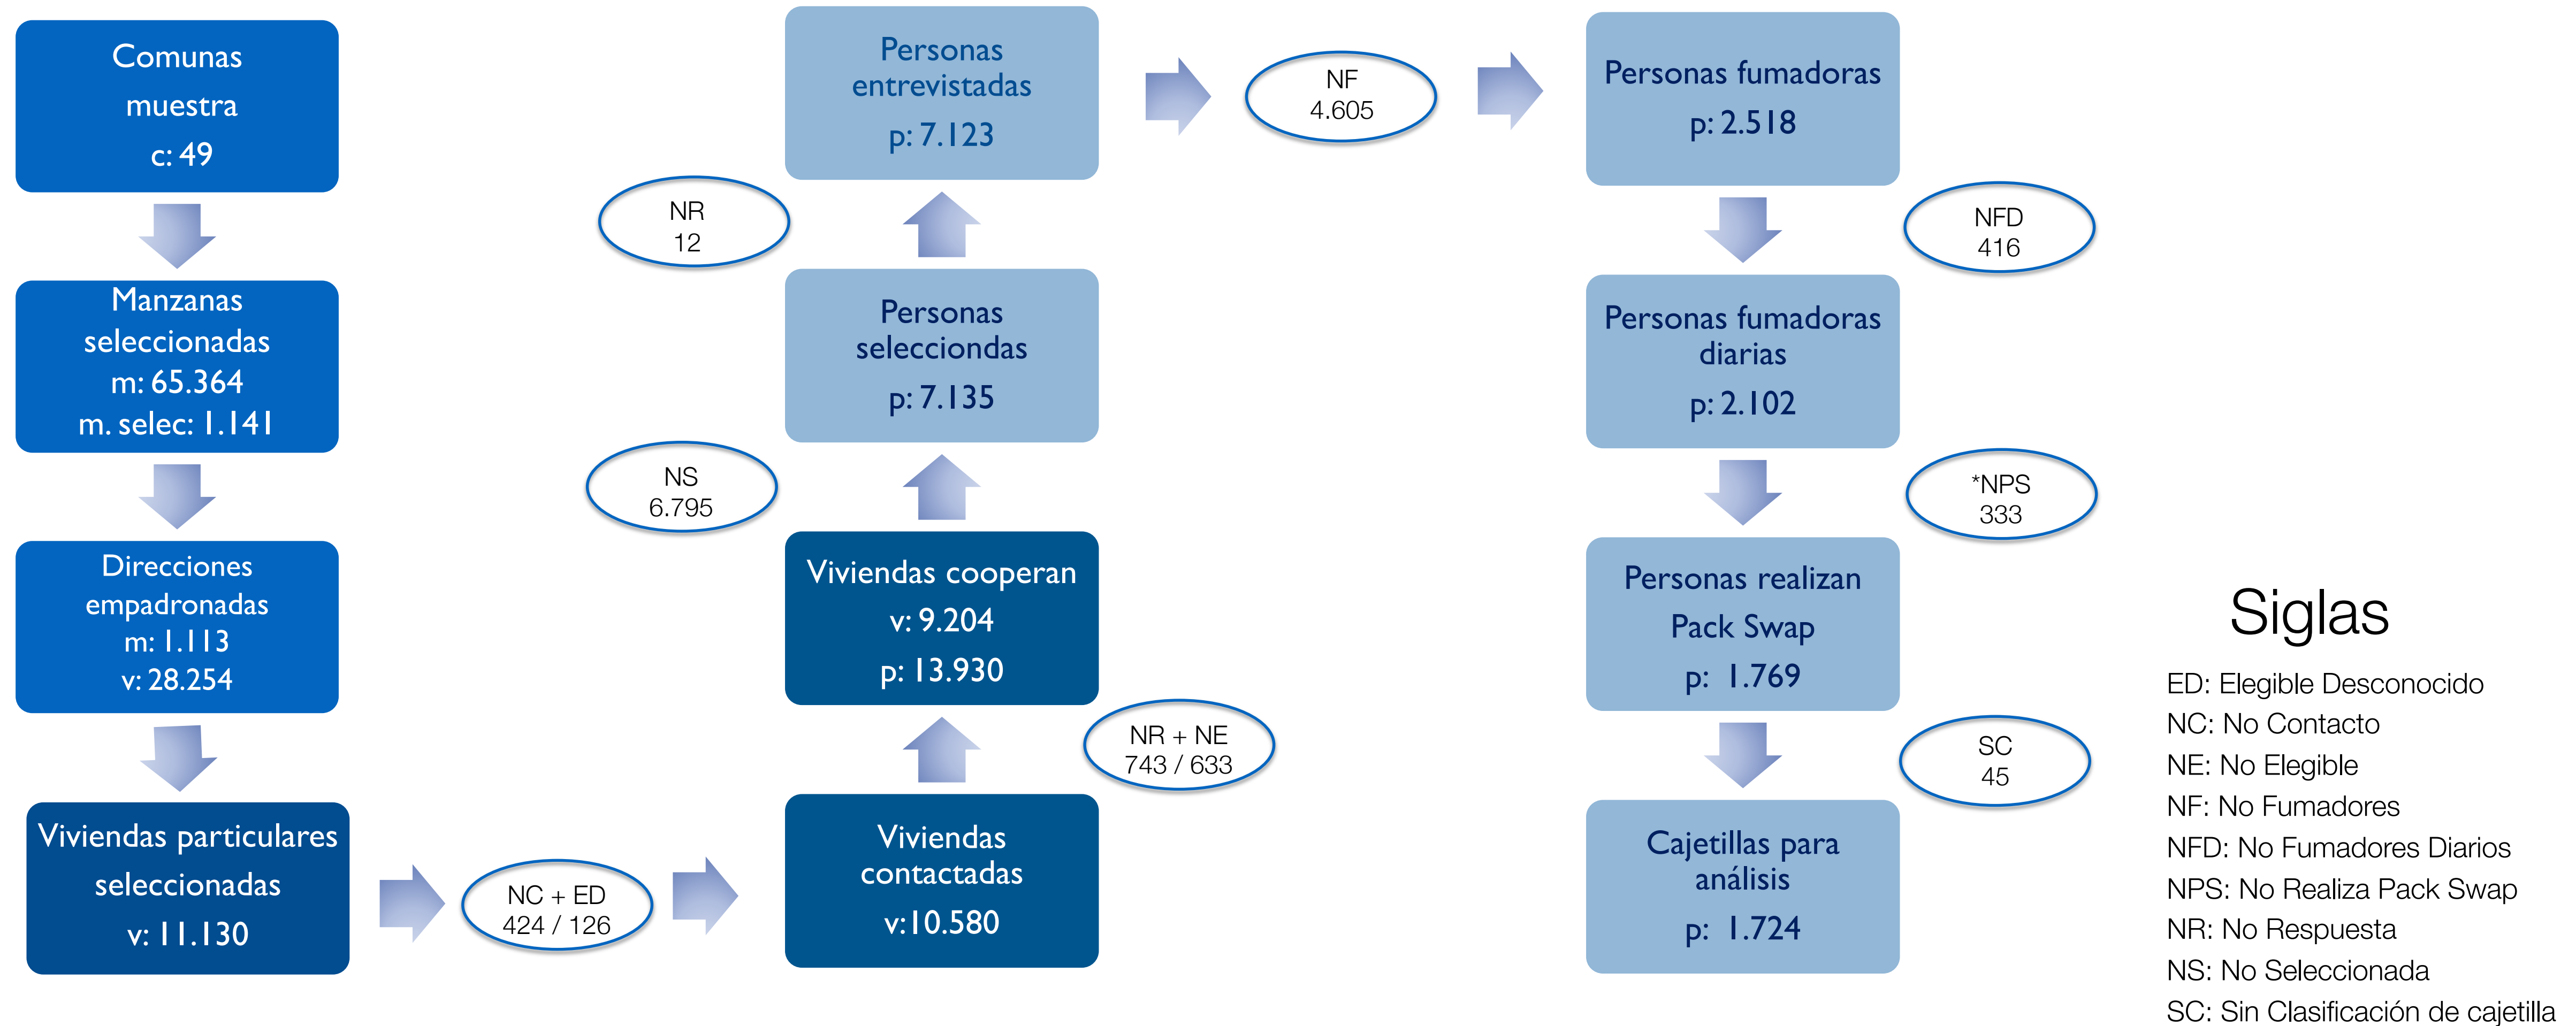 Comunas
muestra
c: 49
Manzanas
seleccionadas
m: 65.364
m. selec: 1.141
Direcciones
empadronadas
m: 1.113
v: 28.254
Viviendas particulares
seleccionadas
v: 11.130
NC + ED
424 / 126
Viviendas
contactadas
v:10.580
NR + NE
743 / 633
Viviendas cooperan
v: 9.204
p: 13.930
NS
6.795
Personas
selecciondas
p: 7.135
NR
12
Personas
entrevistadas
p: 7.123
NF
4.605
Personas fumadoras
p: 2.518
NFD
416
Personas fumadoras
diarias
p: 2.102
*NPS
333
Personas realizan
Pack Swap
p: 1.769
SC
45
Cajetillas para
análisis
p: 1.724
Siglas
ED: Elegible Desconocido
NC: No Contacto
NE: No Elegible
NF: No Fumadores
NFD: No Fumadores Diarios
NPS: No Realiza Pack Swap
NR: No Respuesta
NS: No Seleccionada
SC: Sin Clasificación de cajetilla